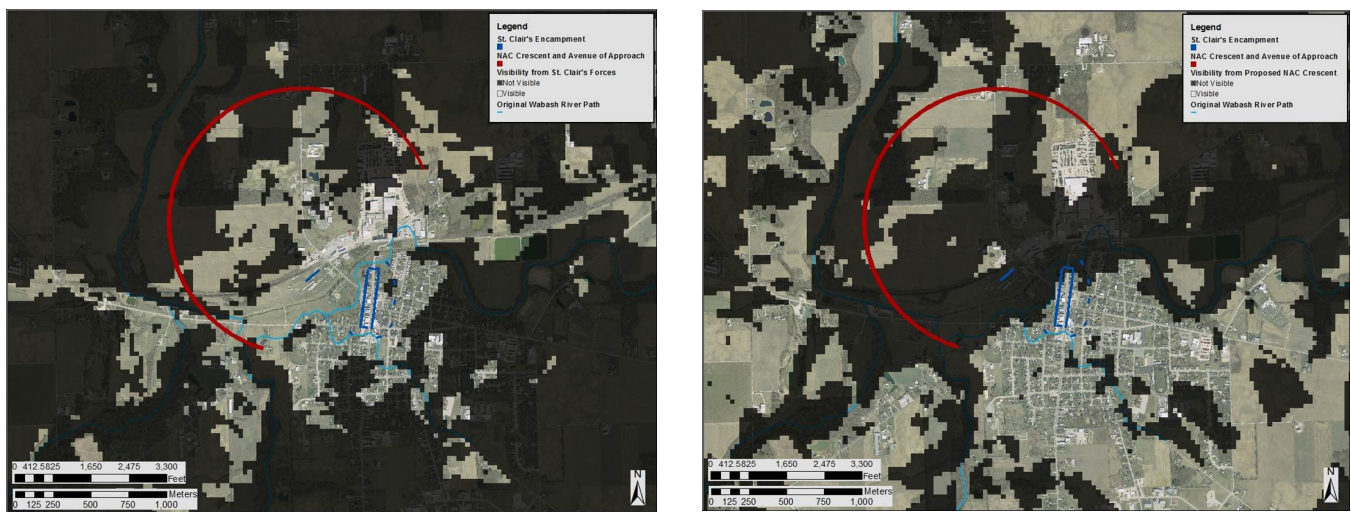 Legend
St. Clair's Encampment
NAC Crescent and Avenue of Approach
Visibility from St. Clair's Forces
Not Visible
Visible
Original Wabash River Path
0 412.5825 1,650 2,475 3,300
Feet
Meters
0 125 250 500 750 1,000
N
Legend
St. Clair's Encampment
NAC Crescent and Avenue of Approach
Visibility from Proposed NAC Crescent
Not Visible
Visible
Original Wabash River Path
0 412.5825 1,650 2,475 3,300
Feet
Meters
0 125 250 500 750 1,000
N